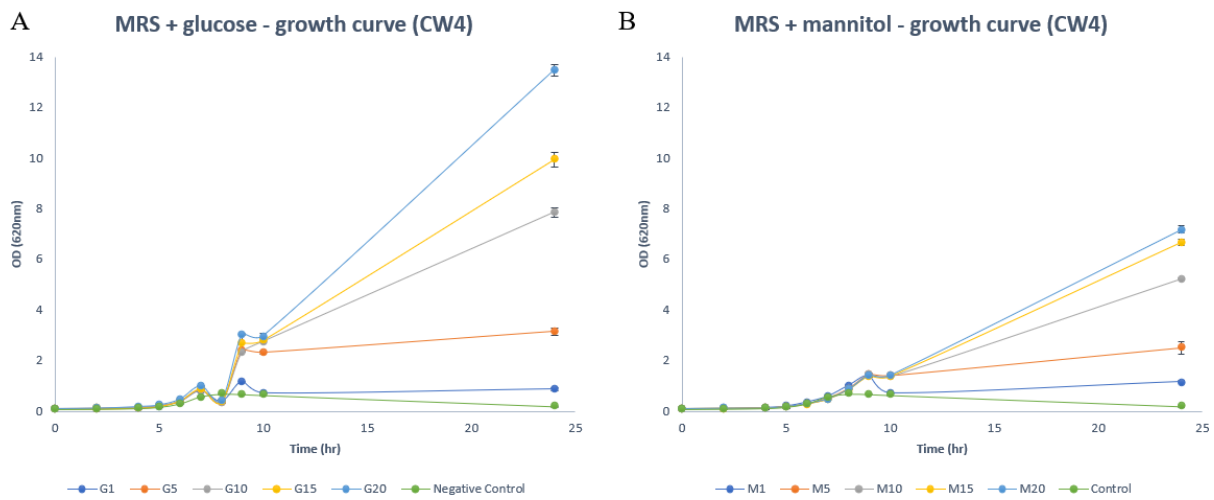 A
MRS + glucose - growth curve (CW4)
14
12
10
8
6
4
2
0
OD (620nm)
0 5 10 15 20 25
Time (hr)
G1 G5 G10 G15 G20 Negative Control
B
MRS + mannitol - growth curve (CW4)
14
12
10
8
6
4
2
0
OD (620nm)
0 5 10 15 20 25
Time (hr)
M1 M5 M10 M15 M20 Control